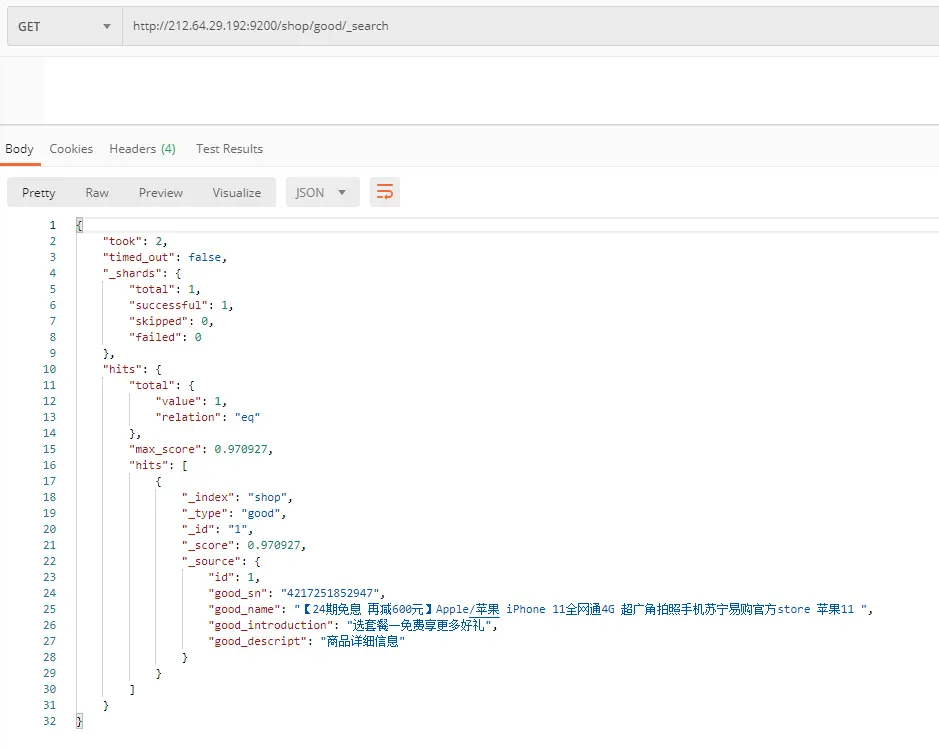 GET http://212.64.29.192:9200/shop/good/_search
Body Cookies Headers (4) Test Results
Pretty Raw Preview Visualize JSON
1 {
2 "took": 2,
3 "timed_out": false,
4 "_shards": {
5 "total": 1,
6 "successful": 1,
7 "skipped": 0,
8 "failed": 0
9 },
10 "hits": {
11 "total": {
12 "value": 1,
13 "relation": "eq"
14 },
15 "max_score": 0.970927,
16 "hits": [
17 {
18 "_index": "shop",
19 "_type": "good",
20 "_id": "1",
21 "_score": 0.970927,
22 "_source": {
23 "id": 1,
24 "good_sn": "4217251852947",
25 "good_name": "【24期免息 再减600元】Apple/苹果 iPhone 11全网通4G 超广角拍照手机苏宁易购官方store 苹果11 ",
26 "good_introduction": "选套餐一免费享更多好礼",
27 "good_descript": "商品详细信息"
28 }
29 }
30 ]
31 }
32 }